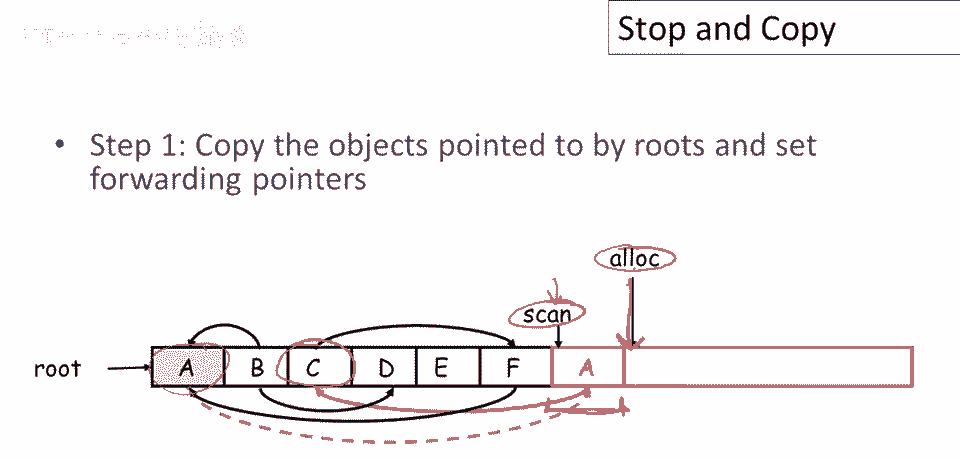 Stop and Copy
• Step 1: Copy the objects pointed to by roots and set
forwarding pointers
alloc
scan
root A B C D E F A